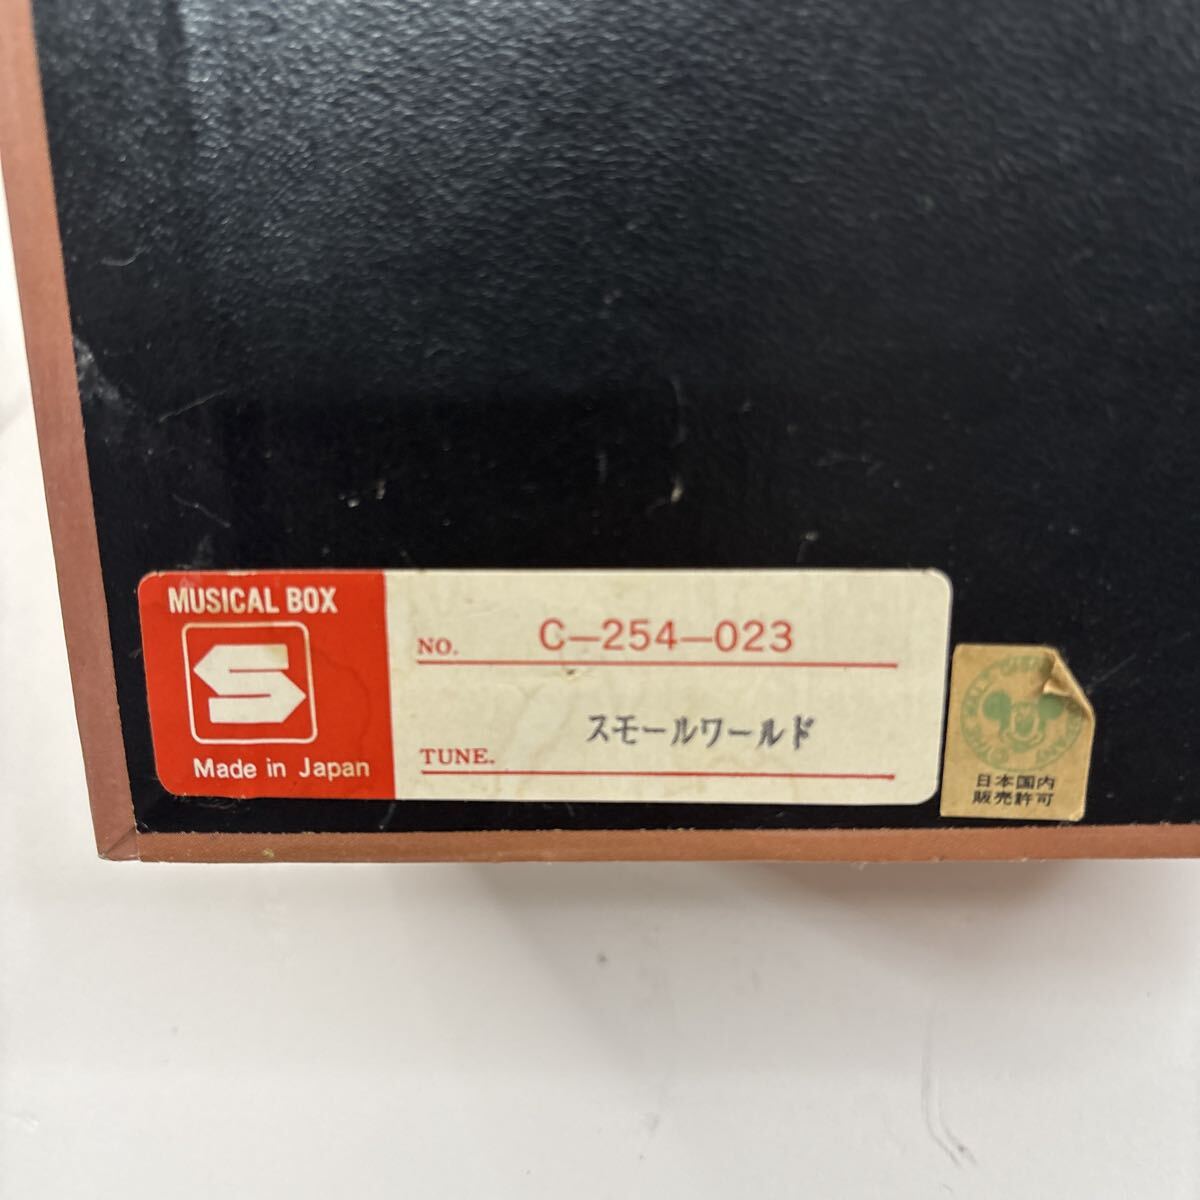 MUSICAL BOX
S
Made in Japan
NO. C-254-023
TUNE. スモールワールド
日本国内
販売許可